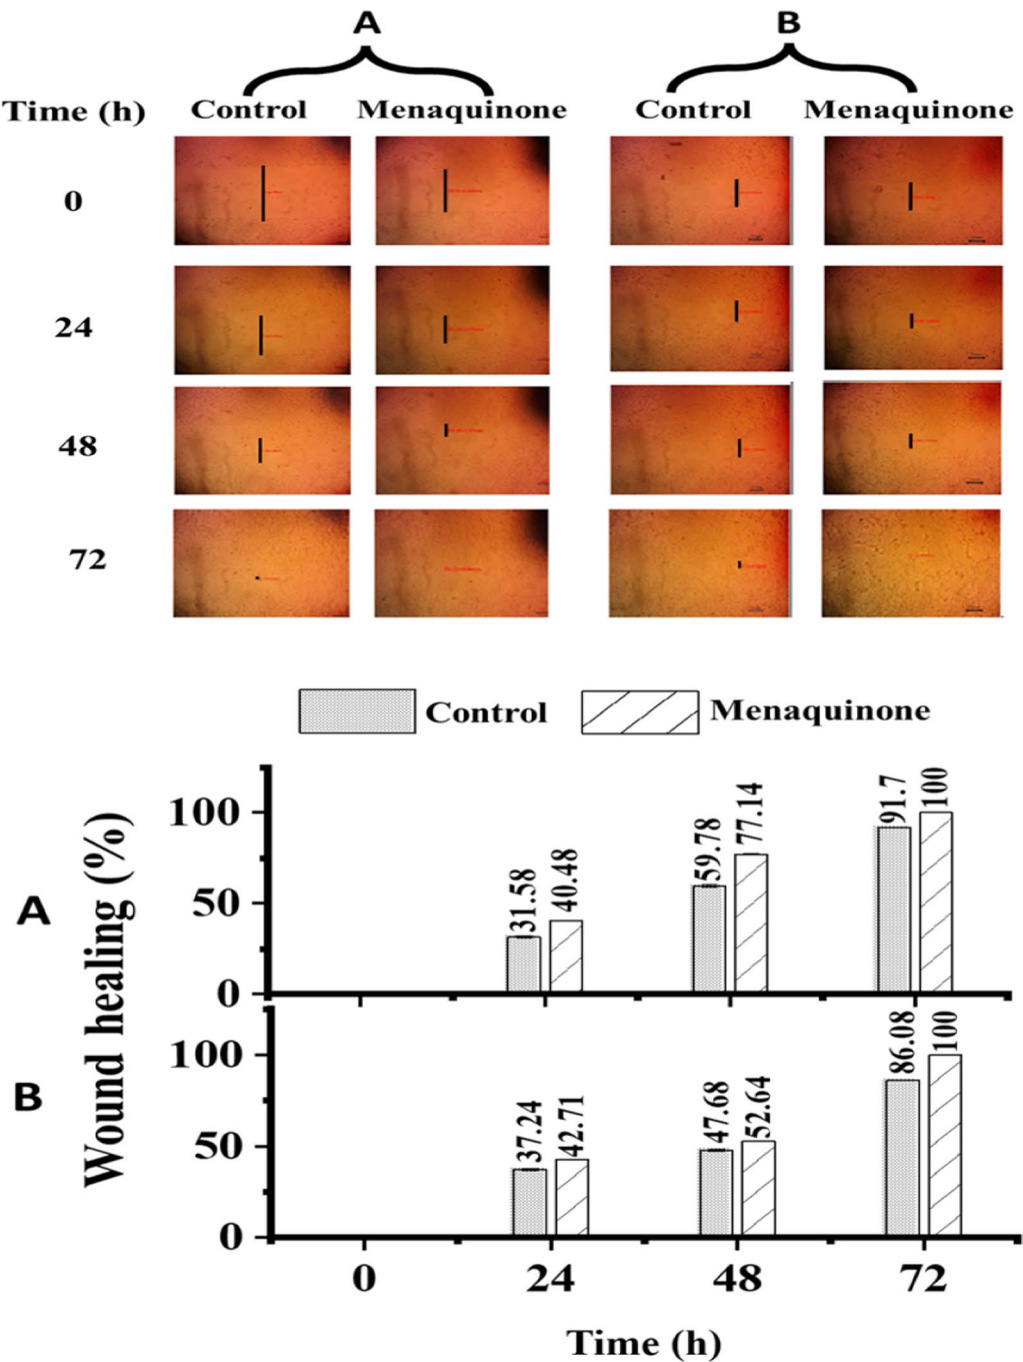 A B
Time (h) Control Menaquinone Control Menaquinone
0
24
48
72
Control Menaquinone
Wound healing (%)
A
100
50
0
31.58 40.48 59.78 77.14 91.7 100
B
100
50
0
37.24 42.71 47.68 52.64 86.08 100
0 24 48 72
Time (h)